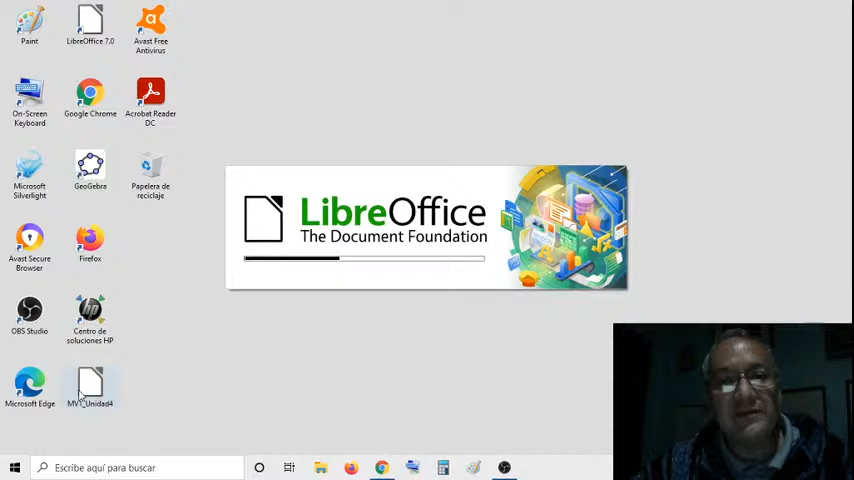 Paint
LibreOffice 7.0
Avast Free
Antivirus
On-Screen
Keyboard
Google Chrome
Acrobat Reader
DC
Microsoft
Silverlight
GeoGebra
Papelera de
reciclaje
Avast Secure
Browser
Firefox
OBS Studio
Centro de
soluciones HP
Microsoft Edge
MV1_Unidad4
LibreOffice
The Document Foundation
Escribe aquí para buscar